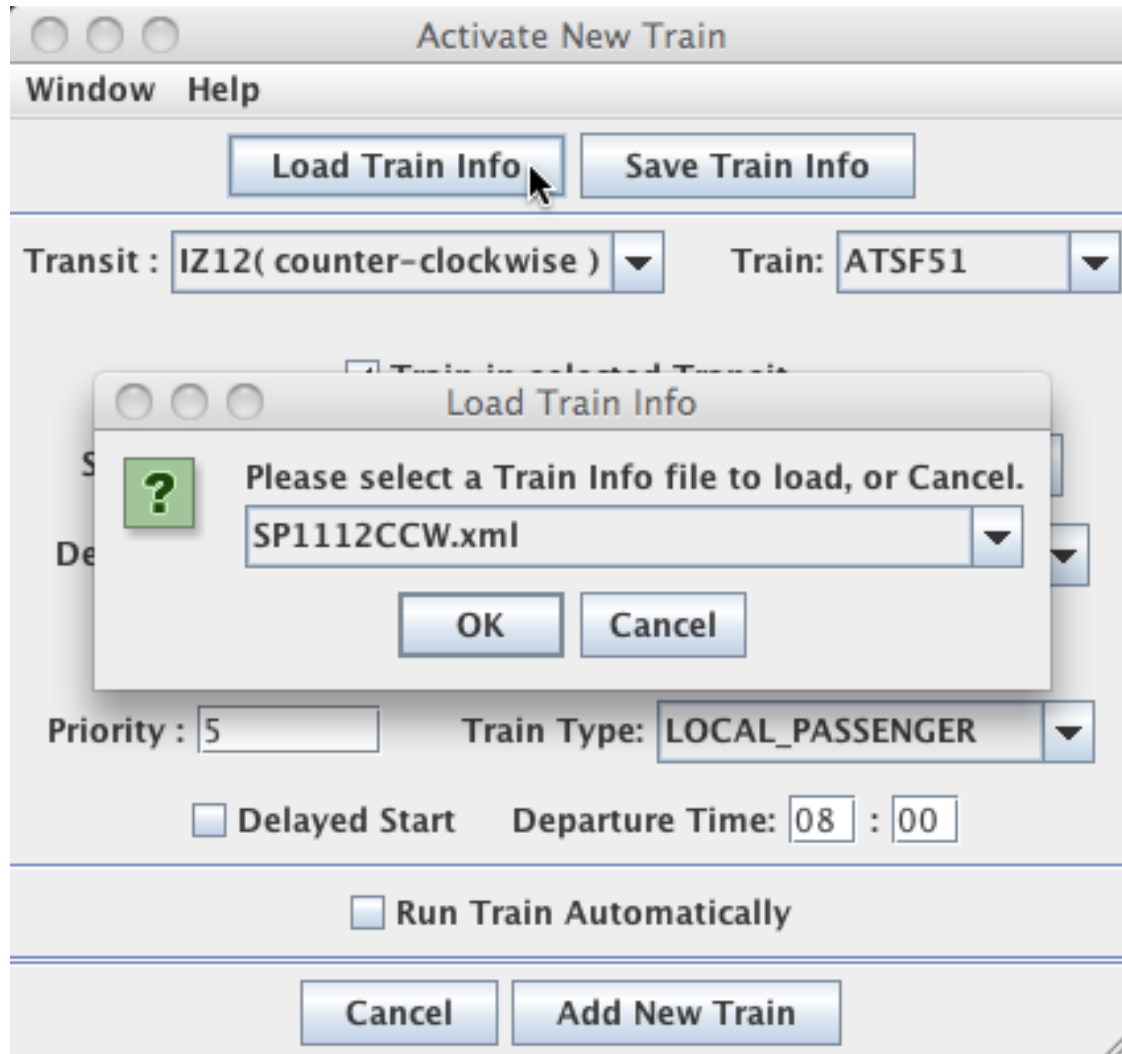 Activate New Train
Window Help
Load Train Info Save Train Info
Transit : IZ12( counter-clockwise ) Train: ATSF51
Load Train Info
Please select a Train Info file to load, or Cancel.
SP1112CCW.xml
De
OK Cancel
Priority : 5 Train Type: LOCAL_PASSENGER
Delayed Start Departure Time: 08 : 00
Run Train Automatically
Cancel Add New Train